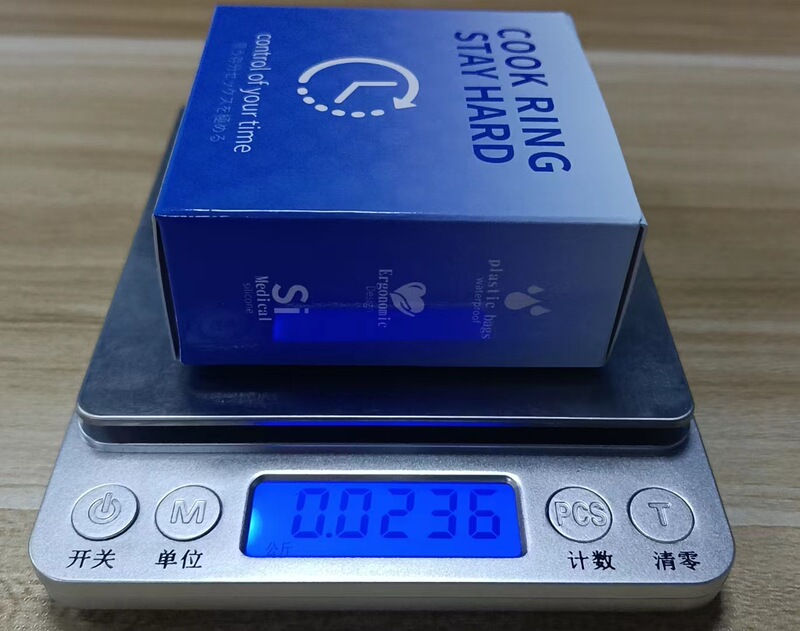 COOK RING
STAY HARD
control of your time
Si
Medical
silicone
Ergonomic
Design
plastic bags
waterproof
0.0236
公斤
M
PCS
T
开关
单位
计数
清零